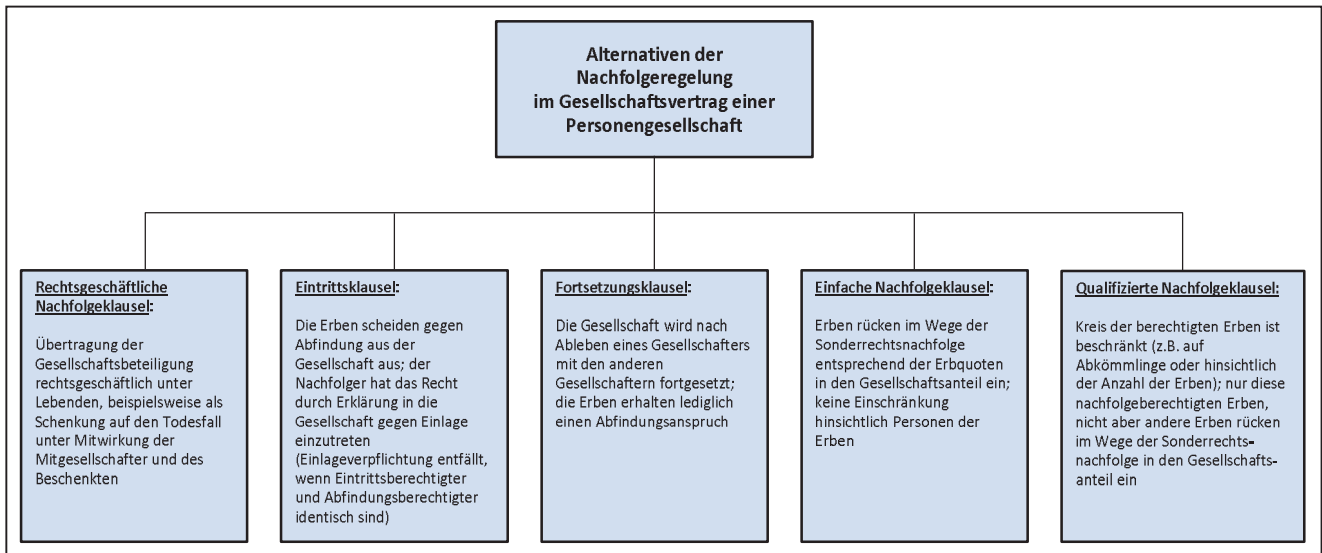 Alternativen der
Nachfolgeregelung
im Gesellschaftsvertrag einer
Personengesellschaft
Rechtsgeschäftliche
Nachfolgeklausel:
Übertragung der
Gesellschaftsbeteiligung
rechtsgeschäftlich unter
Lebenden, beispielsweise als
Schenkung auf den Todesfall
unter Mitwirkung der
Mitgesellschafter und des
Beschenkten
Eintrittsklausel:
Die Erben scheiden gegen
Abfindung aus der
Gesellschaft aus; der
Nachfolger hat das Recht
durch Erklärung in die
Gesellschaft gegen Einlage
einzutreten
(Einlageverpflichtung entfällt,
wenn Eintrittsberechtigter
und Abfindungsberechtigter
identisch sind)
Fortsetzungsklausel:
Die Gesellschaft wird nach
Ableben eines Gesellschafters
mit den anderen
Gesellschaftern fortgesetzt;
die Erben erhalten lediglich
einen Abfindungsanspruch
Einfache Nachfolgeklausel:
Erben rücken im Wege der
Sonderrechtsnachfolge
entsprechend der Erbquoten
in den Gesellschaftsanteil ein;
keine Einschränkung
hinsichtlich Personen der
Erben
Qualifizierte Nachfolgeklausel:
Kreis der berechtigten Erben ist
beschränkt (z.B. auf
Abkömmlinge oder hinsichtlich
der Anzahl der Erben); nur diese
nachfolgeberechtigten Erben,
nicht aber andere Erben rücken
im Wege der Sonderrechts-
nachfolge in den Gesellschafts-
anteil ein